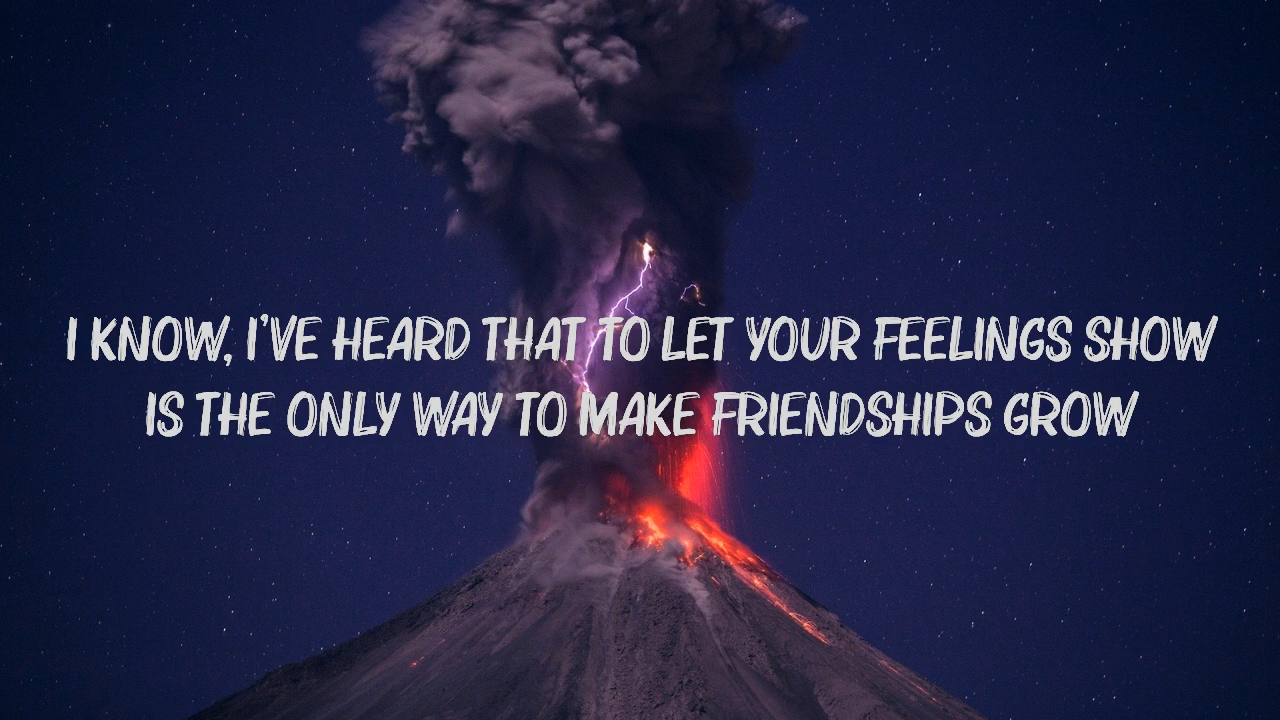 I KNOW, I'VE HEARD THAT TO LET YOUR FEELINGS SHOW
IS THE ONLY WAY TO MAKE FRIENDSHIPS GROW